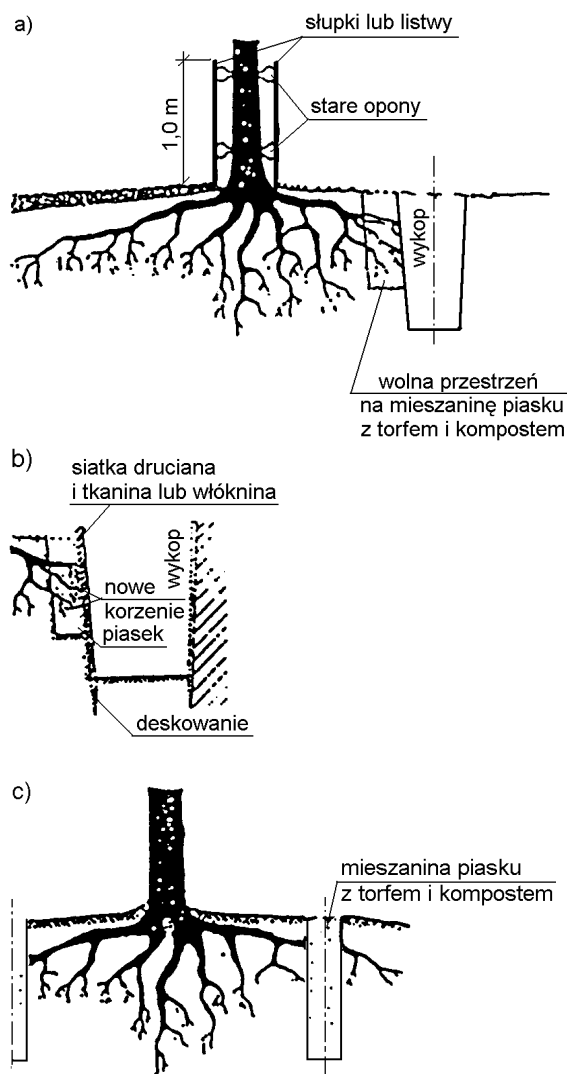 a)
słupki lub listwy
stare opony
1,0 m
wykop
wolna przestrzeń
na mieszaninę piasku
z torfem i kompostem
b)
siatka druciana
i tkanina lub włóknina
wykop
nowe
korzenie
piasek
deskowanie
c)
mieszanina piasku
z torfem i kompostem